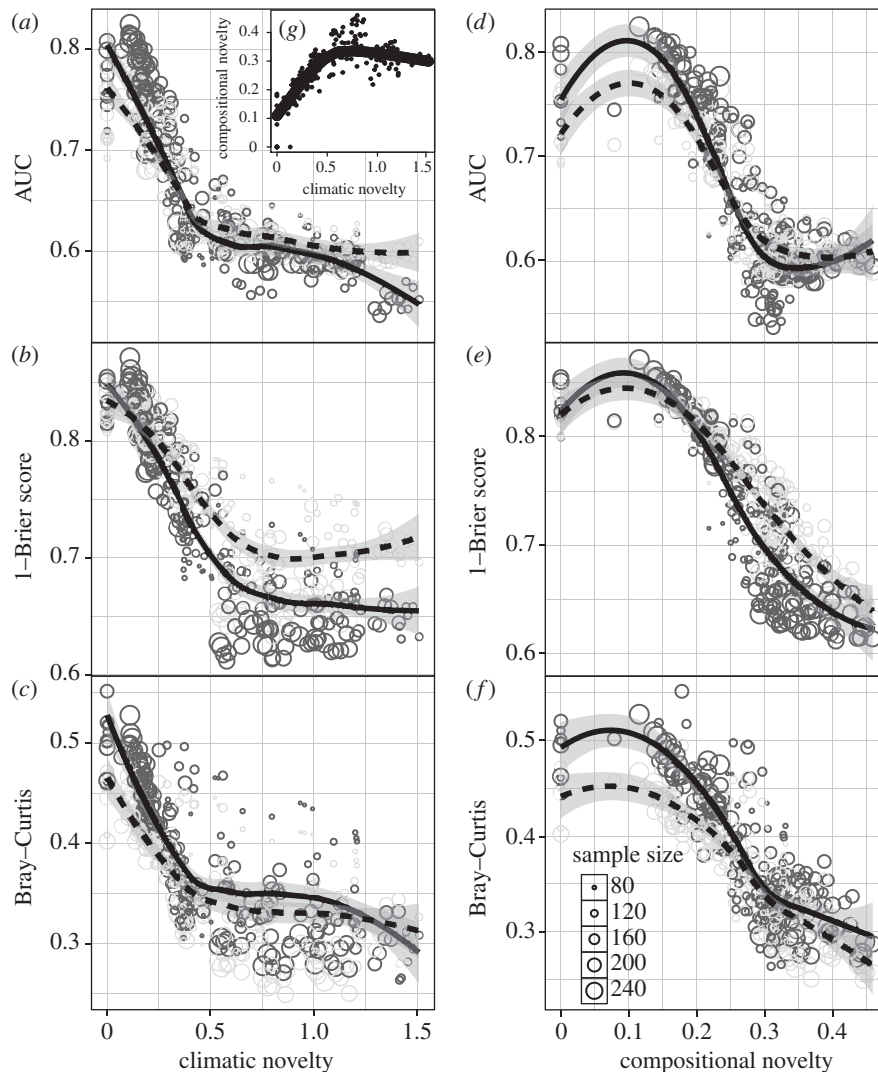 (a)
AUC
0.8
0.7
0.6
(g)
compositional novelty
0.4
0.3
0.2
0.1
0
0 0.5 1.0 1.5
climatic novelty
(b)
1–Brier score
0.8
0.7
0.6
(c)
Bray–Curtis
0.5
0.4
0.3
0 0.5 1.0 1.5
climatic novelty
(d)
AUC
0.8
0.7
0.6
(e)
1–Brier score
0.8
0.7
0.6
(f)
Bray–Curtis
0.5
0.4
0.3
sample size
80
120
160
200
240
0 0.1 0.2 0.3 0.4
compositional novelty